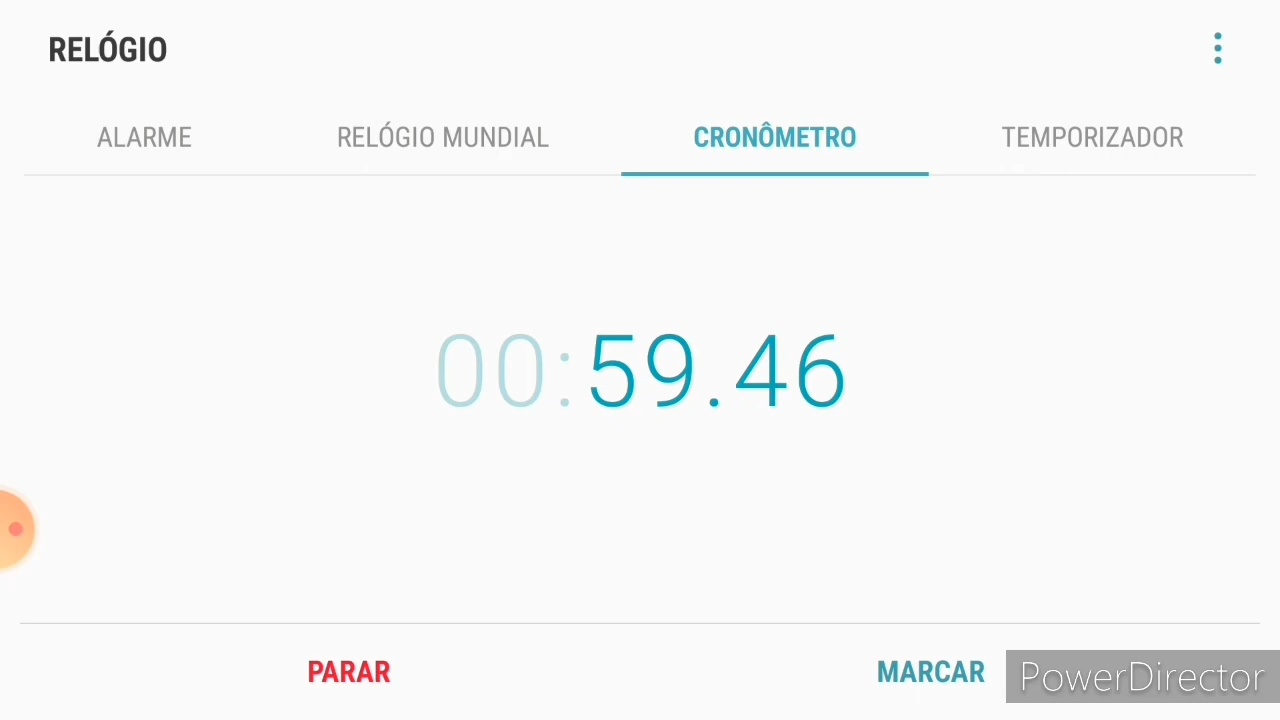 RELÓGIO
ALARME RELÓGIO MUNDIAL CRONÔMETRO TEMPORIZADOR
00:59.46
PARAR MARCAR PowerDirector